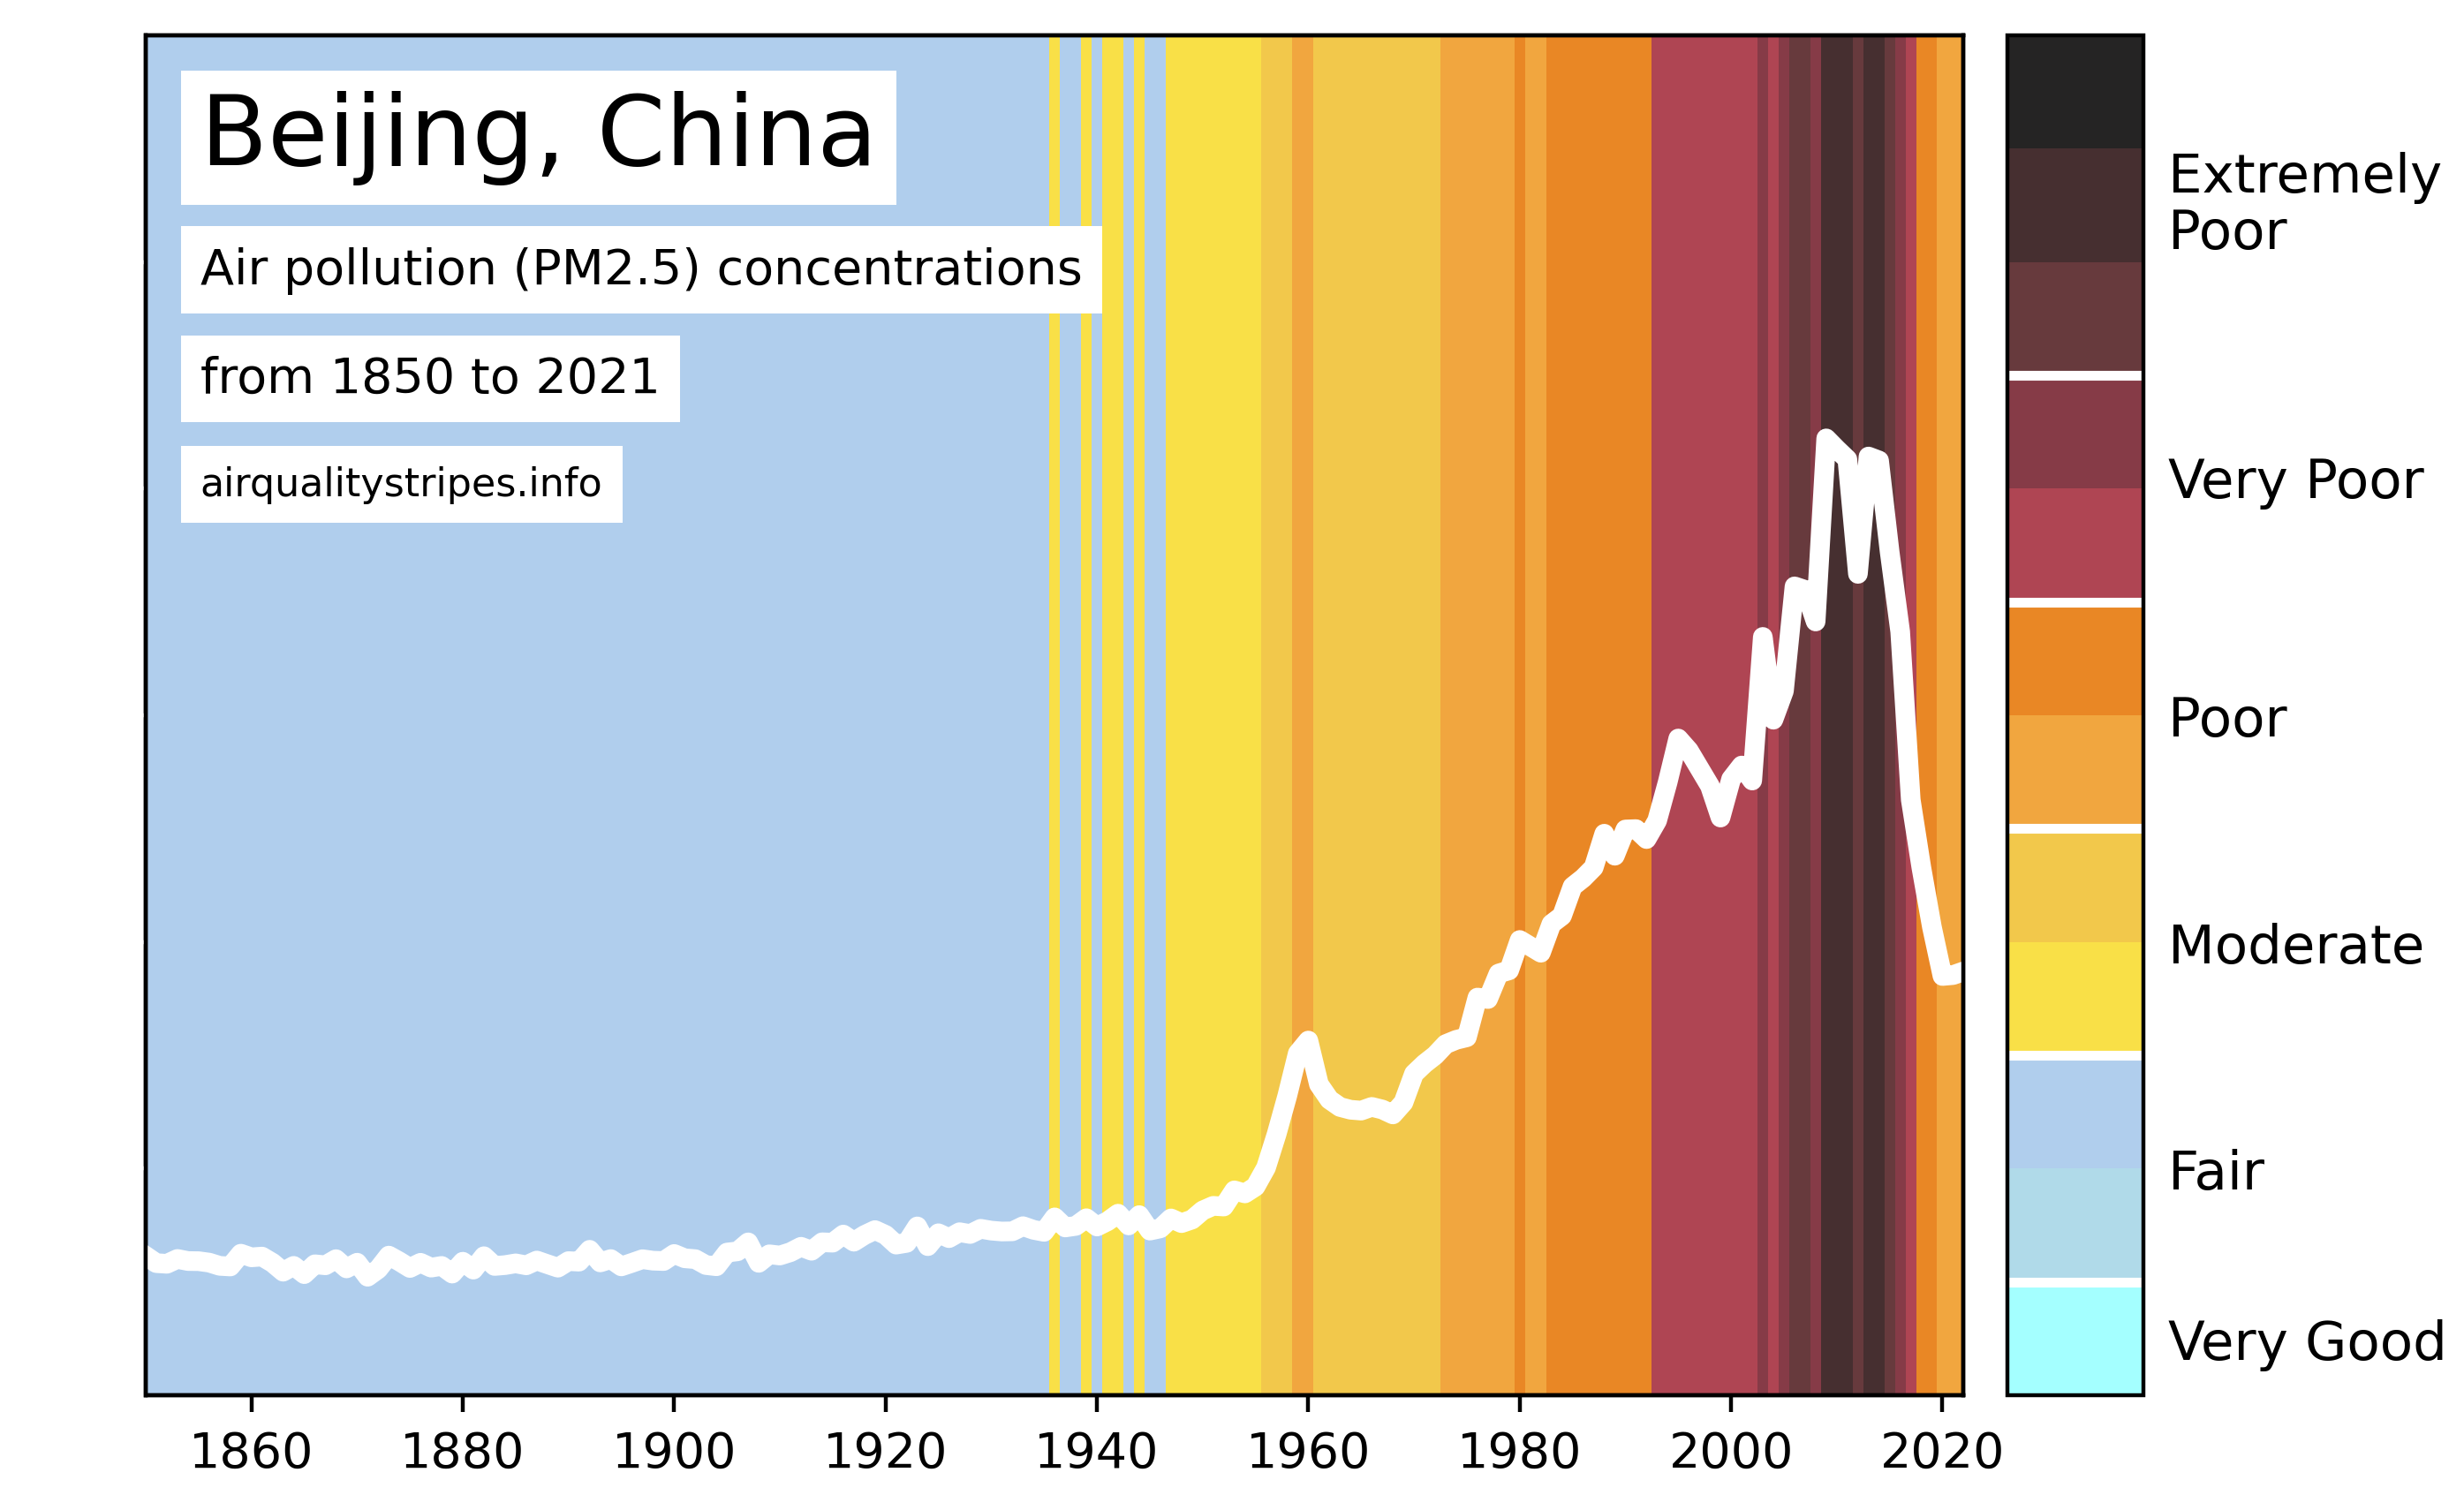 Beijing, China
Air pollution (PM2.5) concentrations
from 1850 to 2021
airqualitystripes.info
Extremely
Poor
Very Poor
Poor
Moderate
Fair
Very Good
1860 1880 1900 1920 1940 1960 1980 2000 2020